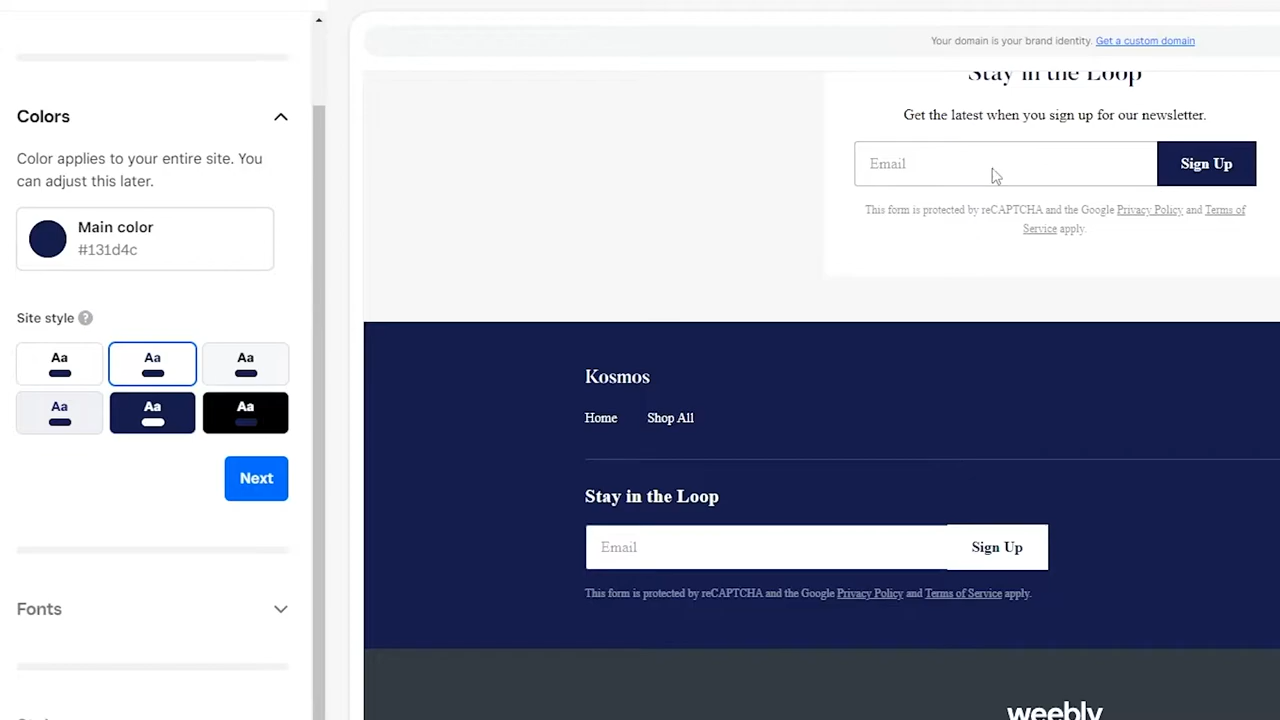 Colors
Color applies to your entire site. You
can adjust this later.
Main color
#131d4c
Site style ?
Aa
Aa
Aa
Aa
Aa
Aa
Next
Fonts
Your domain is your brand identity. Get a custom domain
Stay in the Loop
Get the latest when you sign up for our newsletter.
Email
Sign Up
This form is protected by reCAPTCHA and the Google Privacy Policy and Terms of
Service apply.
Kosmos
Home Shop All
Stay in the Loop
Email
Sign Up
This form is protected by reCAPTCHA and the Google Privacy Policy and Terms of Service apply.
weebly